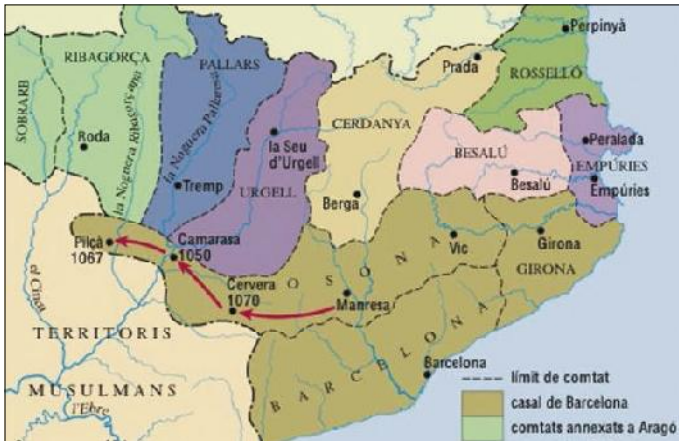 Perpinyà
RIBAGORÇA
PALLARS
Prada
ROSSELLÓ
SOBRARB
la Noguera Ribagorçana
la Noguera Pallaresa
Roda
la Seu
d'Urgell
CERDANYA
BESALÚ
Peralada
EMPÚRIES
Tremp
URGELL
Berga
Besalú
Empúries
Pilçà
1067
Camarasa
1050
OSONA
Vic
Girona
GIRONA
el Cinca
Cervera
1070
Manresa
TERRITORIS
MUSULMANS
l'Ebre
BARCELONA
Barcelona
límit de comtat
casal de Barcelona
comtats annexats a Aragó